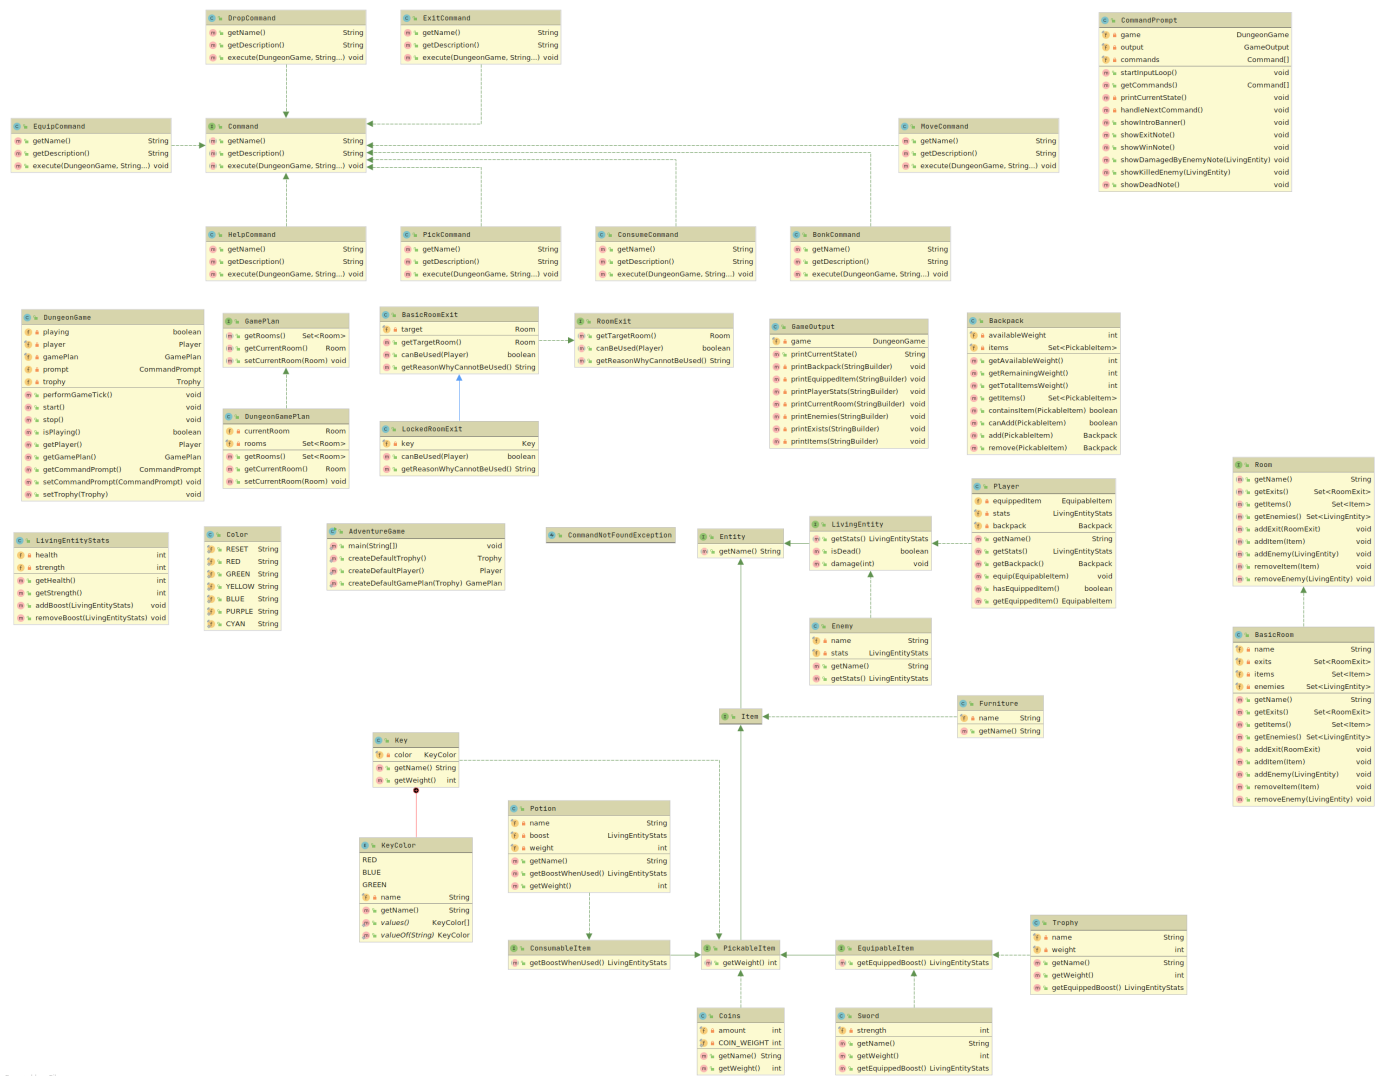 DropCommand
getName() String
getDescription() String
execute(DungeonGame, String...) void
ExitCommand
getName() String
getDescription() String
execute(DungeonGame, String...) void
CommandPrompt
game DungeonGame
output GameOutput
commands Command[]
startInputLoop() void
getCommands() Command[]
printCurrentState() void
handleNextCommand() void
showIntroBanner() void
showExitNote() void
showWinNote() void
showDamagedByEnemyNote(LivingEntity) void
showKilledEnemy(LivingEntity) void
showDeadNote() void
EquipCommand
getName() String
getDescription() String
execute(DungeonGame, String...) void
Command
getName() String
getDescription() String
execute(DungeonGame, String...) void
MoveCommand
getName() String
getDescription() String
execute(DungeonGame, String...) void
HelpCommand
getName() String
getDescription() String
execute(DungeonGame, String...) void
PickCommand
getName() String
getDescription() String
execute(DungeonGame, String...) void
ConsumeCommand
getName() String
getDescription() String
execute(DungeonGame, String...) void
BonkCommand
getName() String
getDescription() String
execute(DungeonGame, String...) void
DungeonGame
playing boolean
player Player
gamePlan GamePlan
prompt CommandPrompt
trophy Trophy
performGameTick() void
start() void
stop() void
isPlaying() boolean
getPlayer() Player
getGamePlan() GamePlan
getCommandPrompt() CommandPrompt
setCommandPrompt(CommandPrompt) void
setTrophy(Trophy) void
GamePlan
getRooms() Set<Room>
getCurrentRoom() Room
setCurrentRoom(Room) void
DungeonGamePlan
currentRoom Room
rooms Set<Room>
getRooms() Set<Room>
getCurrentRoom() Room
setCurrentRoom(Room) void
BasicRoomExit
target Room
getTargetRoom() Room
canBeUsed(Player) boolean
getReasonWhyCannotBeUsed() String
LockedRoomExit
key Key
canBeUsed(Player) boolean
getReasonWhyCannotBeUsed() String
RoomExit
getTargetRoom() Room
canBeUsed(Player) boolean
getReasonWhyCannotBeUsed() String
GameOutput
game DungeonGame
printCurrentState() String
printBackpack(StringBuilder) void
printEquippedItem(StringBuilder) void
printPlayerStats(StringBuilder) void
printCurrentRoom(StringBuilder) void
printEnemies(StringBuilder) void
printExists(StringBuilder) void
printItems(StringBuilder) void
Backpack
availableWeight int
items Set<PickableItem>
getAvailableWeight() int
getRemainingWeight() int
getTotalItemsWeight() int
getItems() Set<PickableItem>
containsItem(PickableItem) boolean
canAdd(PickableItem) boolean
add(PickableItem) Backpack
remove(PickableItem) Backpack
Room
getName() String
getExits() Set<RoomExit>
getItems() Set<Item>
getEnemies() Set<LivingEntity>
addExit(RoomExit) void
addItem(Item) void
addEnemy(LivingEntity) void
removeItem(Item) void
removeEnemy(LivingEntity) void
LivingEntityStats
health int
strength int
getHealth() int
getStrength() int
addBoost(LivingEntityStats) void
removeBoost(LivingEntityStats) void
Color
RESET String
RED String
GREEN String
YELLOW String
BLUE String
PURPLE String
CYAN String
AdventureGame
main(String[]) void
createDefaultTrophy() Trophy
createDefaultPlayer() Player
createDefaultGamePlan(Trophy) GamePlan
CommandNotFoundException
Entity
getName() String
LivingEntity
getStats() LivingEntityStats
isDead() boolean
damage(int) void
Player
equippedItem EquipableItem
stats LivingEntityStats
backpack Backpack
getName() String
getStats() LivingEntityStats
getBackpack() Backpack
equip(EquipableItem) void
hasEquippedItem() boolean
getEquippedItem() EquipableItem
Enemy
name String
stats LivingEntityStats
getName() String
getStats() LivingEntityStats
BasicRoom
name String
exits Set<RoomExit>
items Set<Item>
enemies Set<LivingEntity>
getName() String
getExits() Set<RoomExit>
getItems() Set<Item>
getEnemies() Set<LivingEntity>
addExit(RoomExit) void
addItem(Item) void
addEnemy(LivingEntity) void
removeItem(Item) void
removeEnemy(LivingEntity) void
Item
Furniture
name String
getName() String
Key
color KeyColor
getName() String
getWeight() int
KeyColor
RED
BLUE
GREEN
name String
getName() String
values() KeyColor[]
valueOf(String) KeyColor
Potion
name String
boost LivingEntityStats
weight int
getName() String
getBoostWhenUsed() LivingEntityStats
getWeight() int
ConsumableItem
getBoostWhenUsed() LivingEntityStats
PickableItem
getWeight() int
EquipableItem
getEquippedBoost() LivingEntityStats
Trophy
name String
weight int
getName() String
getWeight() int
getEquippedBoost() LivingEntityStats
Coins
amount int
COIN_WEIGHT int
getName() String
getWeight() int
Sword
strength int
getName() String
getWeight() int
getEquippedBoost() LivingEntityStats